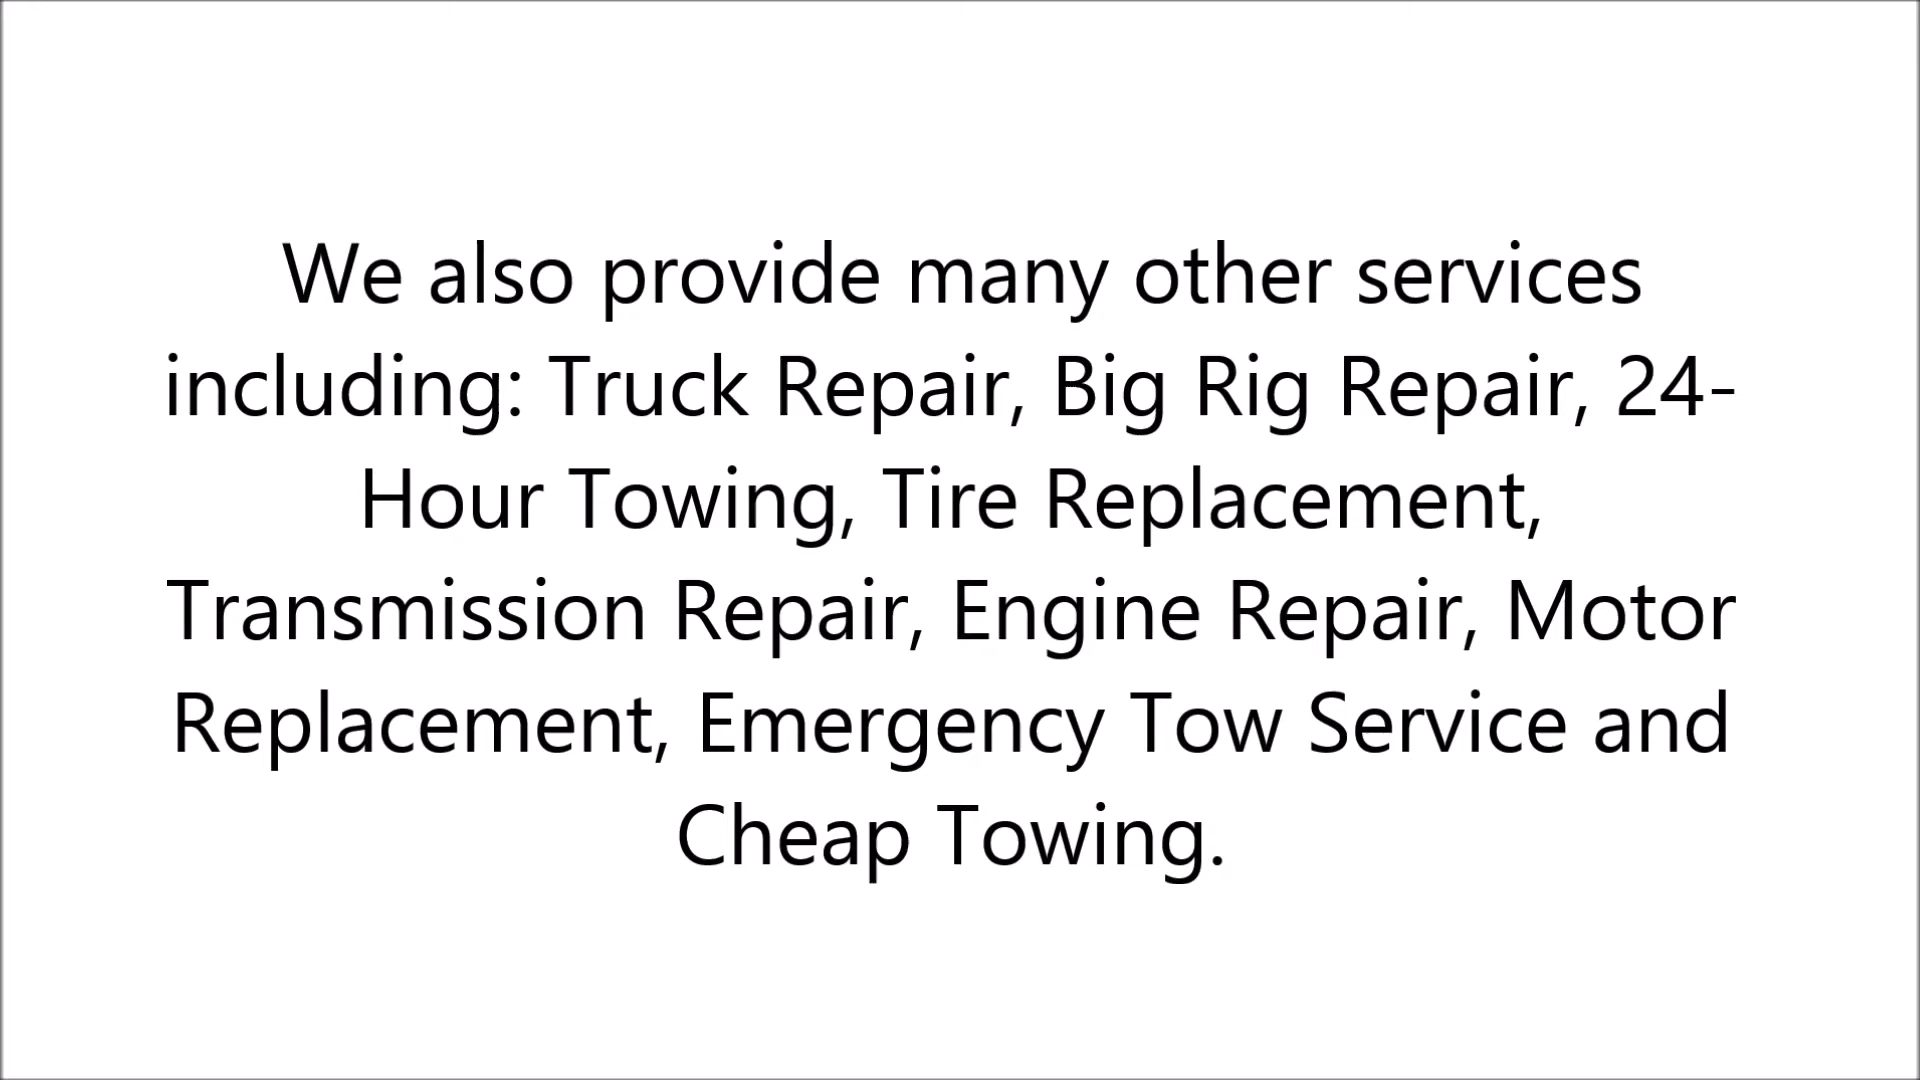 We also provide many other services
including: Truck Repair, Big Rig Repair, 24-
Hour Towing, Tire Replacement,
Transmission Repair, Engine Repair, Motor
Replacement, Emergency Tow Service and
Cheap Towing.